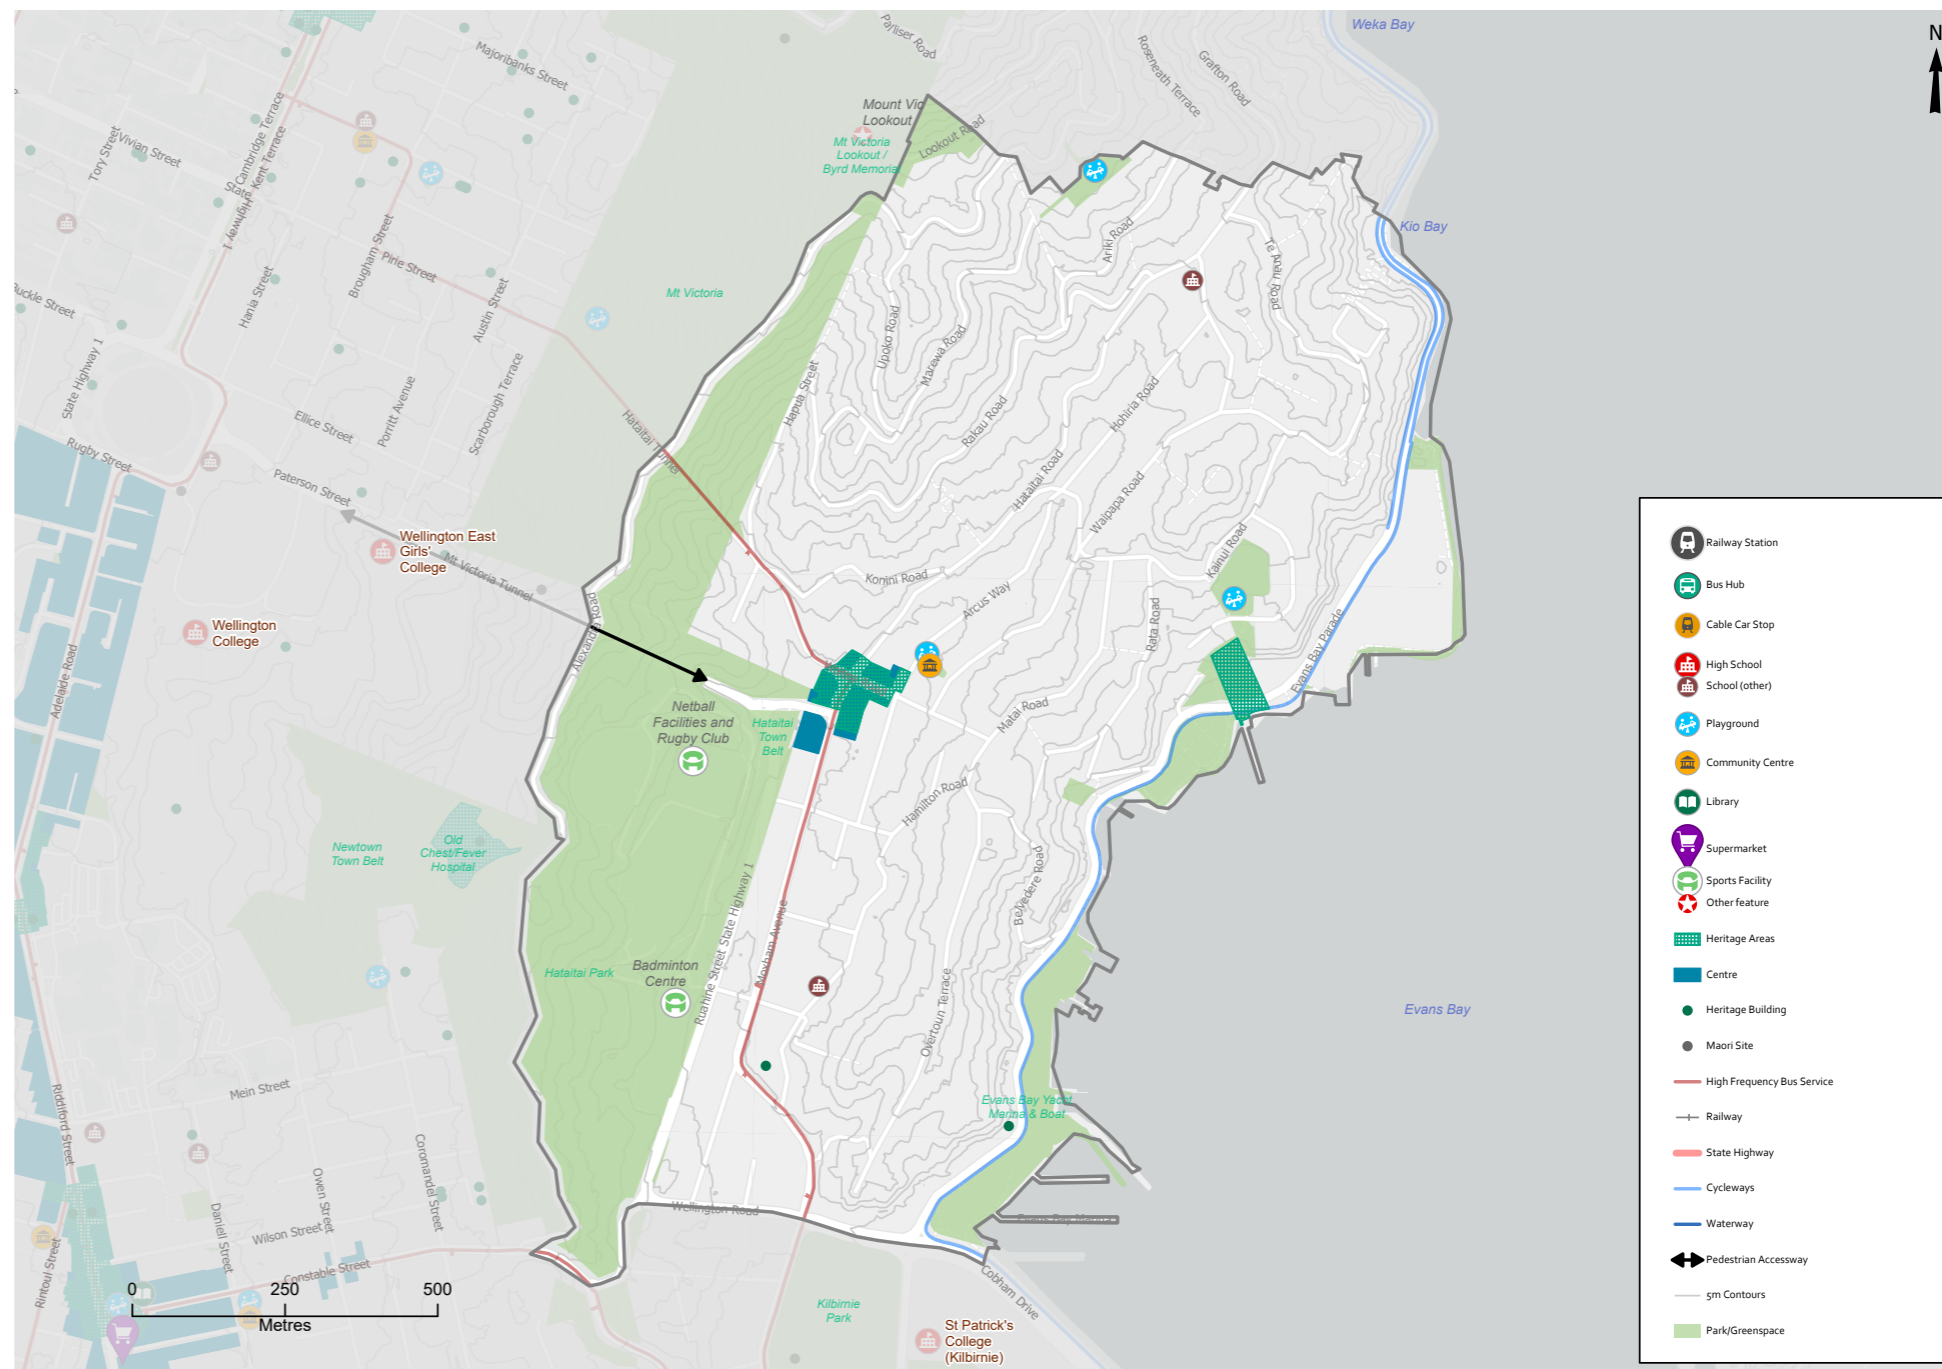 Weka Bay
N
Palliser Road
Majoribanks Street
Roseneath Terrace
Grafton Road
Mount Vic
Lookout
Lookout Road
Mt Victoria
Lookout /
Byrd Memorial
Cambridge Terrace
Kent Terrace
Tory Street
Vivian Street
State Highway 1
Kio Bay
Brougham Street
Pirie Street
Ariki Road
Te Anau Road
Hania Street
Austin Street
Mt Victoria
Buckle Street
State Highway 1
Upoko Road
Marewa Road
Hapua Street
Scarborough Terrace
Porritt Avenue
Ellice Street
Rakau Road
Hohiria Road
Hataitai Tunnel
Rugby Street
Paterson Street
Hataitai Road
Waipapa Road
Wellington East
Girls'
College
Mt Victoria Tunnel
Kainui Road
Konini Road
Arcus Way
Rata Road
Wellington
College
Alexandra Road
Adelaide Road
Evans Bay Parade
Netball
Facilities and
Rugby Club
Hataitai
Town
Belt
Matai Road
Hamilton Road
Newtown
Town Belt
Old
Chest/Fever
Hospital
Belvedere Road
Ruahine Street State Highway 1
Moxham Avenue
Hataitai Park
Badminton
Centre
Overtoun Terrace
Evans Bay
Riddiford Street
Mein Street
Evans Bay Yacht
Marina & Boat
Coromandel Street
Owen Street
Daniell Street
Wilson Street
Wellington Road
Evans Bay Marina
Rintoul Street
Constable Street
Cobham Drive
Kilbirnie
Park
St Patrick's
College
(Kilbirnie)
0 250 500
Metres
Railway Station
Bus Hub
Cable Car Stop
High School
School (other)
Playground
Community Centre
Library
Supermarket
Sports Facility
Other feature
Heritage Areas
Centre
Heritage Building
Maori Site
High Frequency Bus Service
Railway
State Highway
Cycleways
Waterway
Pedestrian Accessway
5m Contours
Park/Greenspace